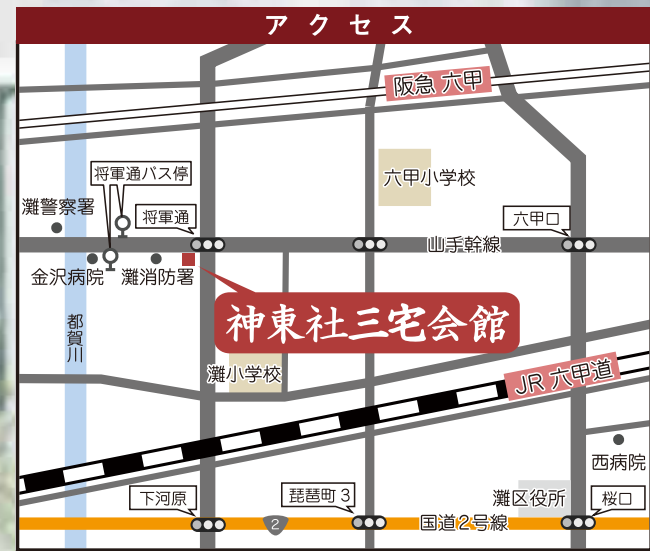 アクセス
阪急 六甲
将軍通バス停
六甲小学校
灘警察署
将軍通
六甲口
山手幹線
金沢病院
灘消防署
神東社三宅会館
都賀川
灘小学校
JR 六甲道
西病院
下河原
琵琶町3
灘区役所
桜口
2
国道2号線